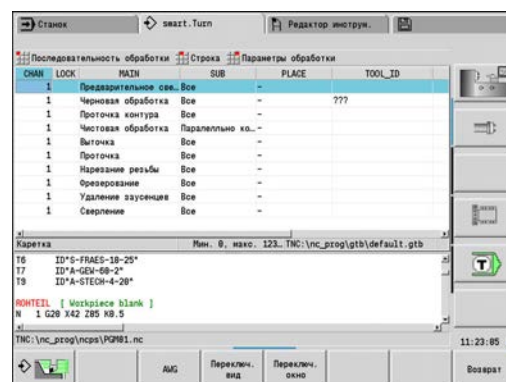 Станок smart.Turn Редактор инструм.
Последовательность обработки Строка Параметры обработки
CHAN LOCK MAIN SUB PLACE TOOL_ID
1 Предварительное све… Все –
1 Черновая обработка Все – ???
1 Проточка контура Все –
1 Чистовая обработка Паралелльно ко… –
1 Выточка Все –
1 Проточка Все –
1 Нарезание резьбы Все –
1 Фрезерование Все –
1 Удаление заусенцев Все –
1 Сверление Все –
Каретка Мин. 0, макс. 123… TNC:\nc_prog\gtb\default.gtb
T6 ID"S-FRAES-18-25"
T7 ID"A-GEW-60-2"
T9 ID"A-STECH-4-20"
ROHTEIL [ Workpiece blank ]
N 1 G20 X42 Z85 K0.5
TNC:\nc_prog\ncps\PGM81.nc
T
11:23:05
AWG Переключ. вид Переключ. окно Возврат